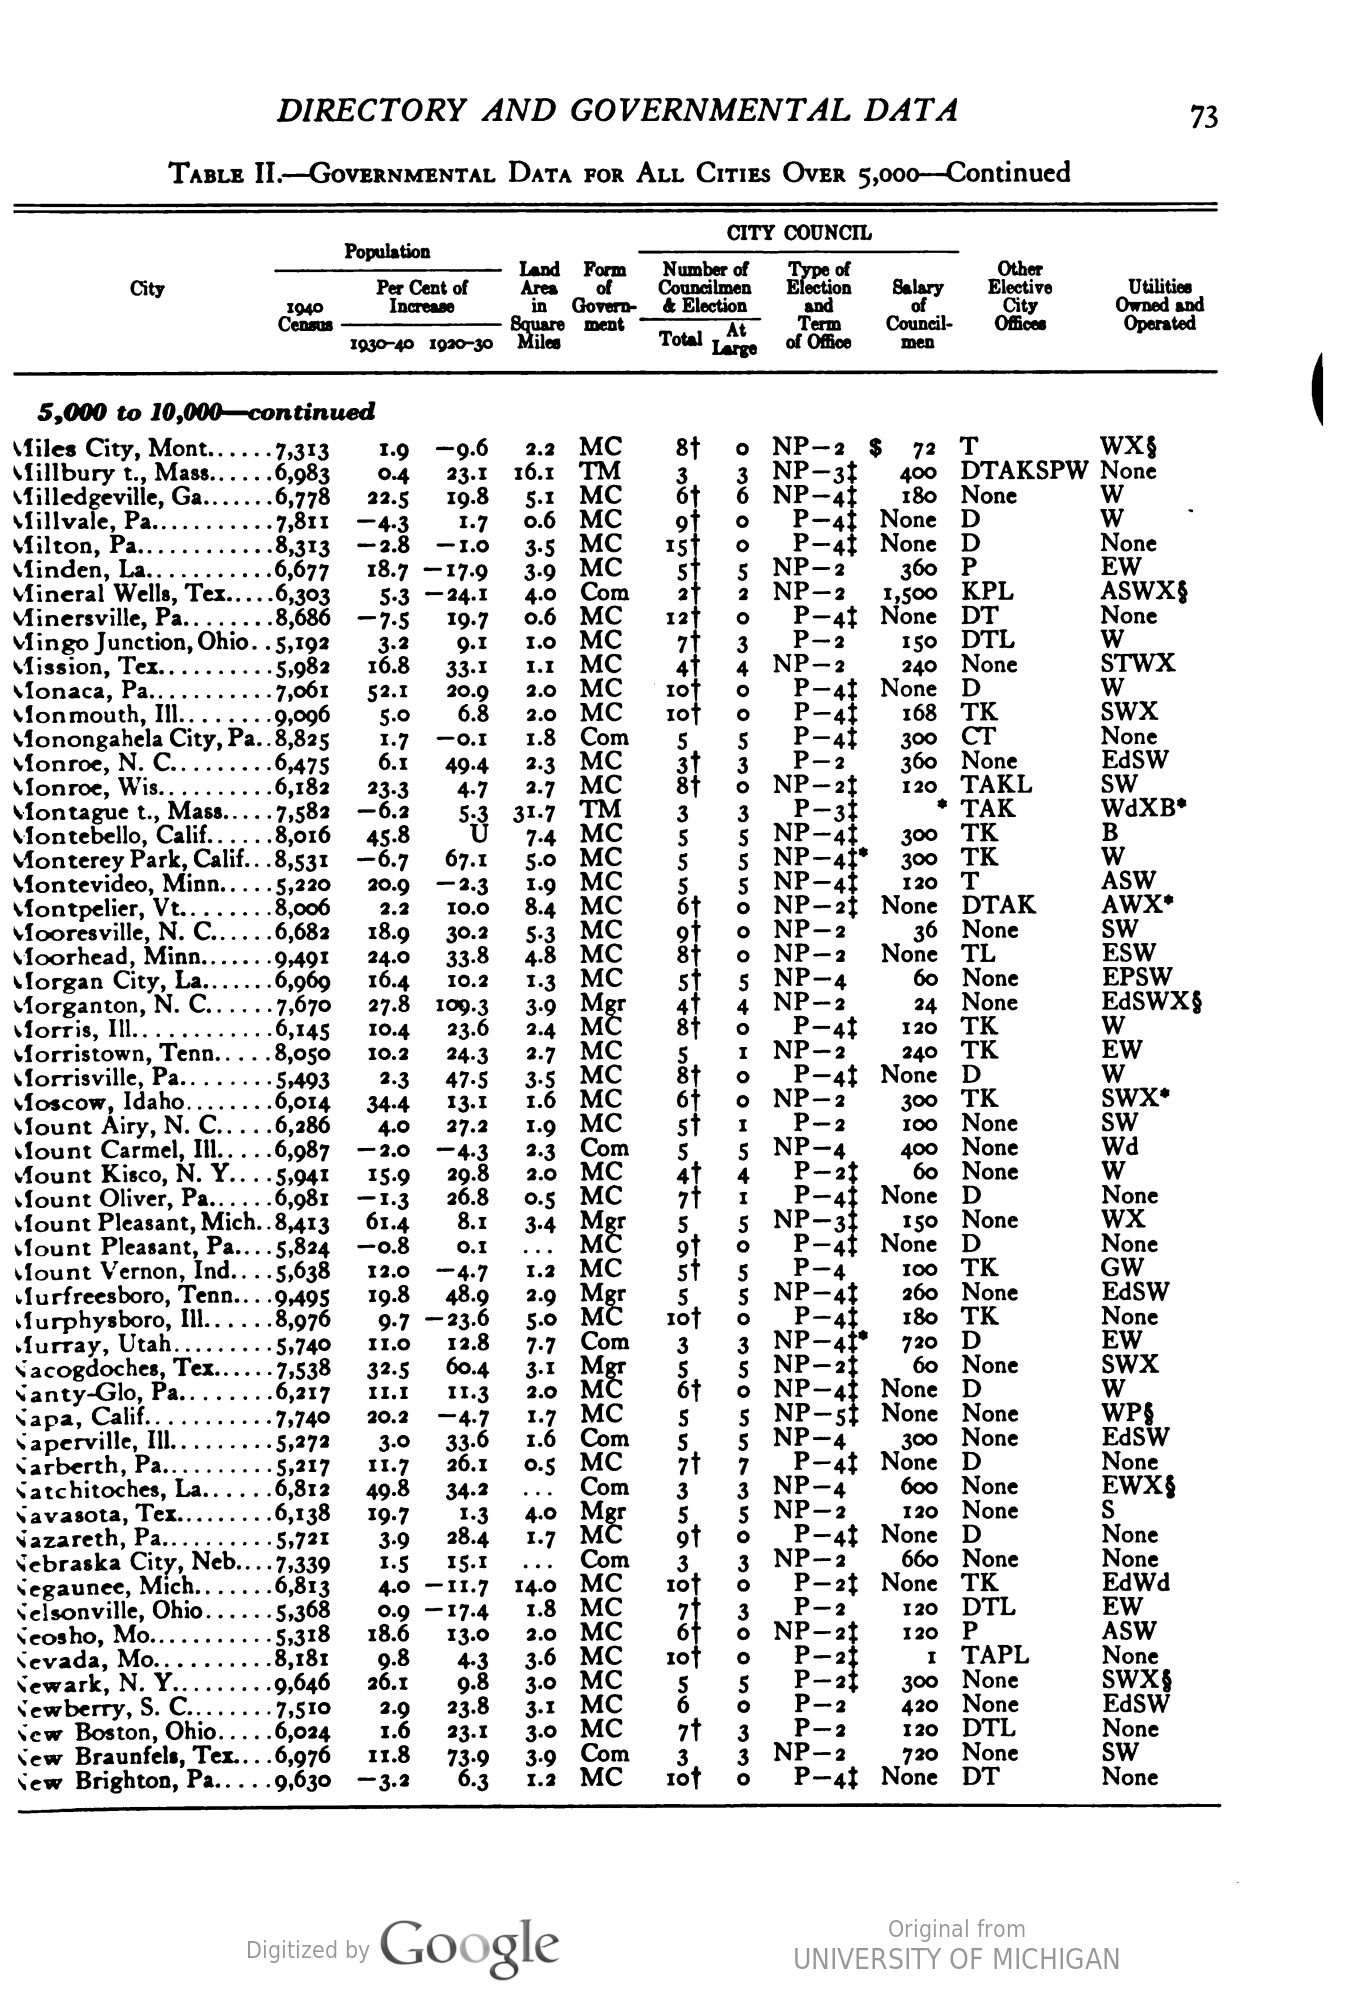 DIRECTORY AND GOVERNMENTAL DATA 73
TABLE II.—GOVERNMENTAL DATA FOR ALL CITIES OVER 5,000—Continued
CITY COUNCIL
Population
City 1940 Census Per Cent of Increase 1930-40 1920-30 Land Area in Square Miles Form of Government Number of Councilmen & Election Total At Large Type of Election and Term of Office Salary of Councilmen Other Elective City Offices Utilities Owned and Operated
5,000 to 10,000—continued
Miles City, Mont......7,313 1.9 −9.6 2.2 MC 8† 0 NP−2 $ 72 T WX§
Millbury t., Mass......6,983 0.4 23.1 16.1 TM 3 3 NP−3‡ 400 DTAKSPW None
Milledgeville, Ga.......6,778 22.5 19.8 5.1 MC 6† 6 NP−4‡ 180 None W
Millvale, Pa...........7,811 −4.3 1.7 0.6 MC 9† 0 P−4‡ None D W
Milton, Pa............8,313 −2.8 −1.0 3.5 MC 15† 0 P−4‡ None D None
Minden, La...........6,677 18.7 −17.9 3.9 MC 5† 5 NP−2 360 P EW
Mineral Wells, Tex.....6,303 5.3 −24.1 4.0 Com 2† 2 NP−2 1,500 KPL ASWX§
Minersville, Pa........8,686 −7.5 19.7 0.6 MC 12† 0 P−4‡ None DT None
Mingo Junction, Ohio..5,192 3.2 9.1 1.0 MC 7† 3 P−2 150 DTL W
Mission, Tex..........5,982 16.8 33.1 1.1 MC 4† 4 NP−2 240 None STWX
Monaca, Pa...........7,061 52.1 20.9 2.0 MC 10† 0 P−4‡ None D W
Monmouth, Ill........9,096 5.0 6.8 2.0 MC 10† 0 P−4‡ 168 TK SWX
Monongahela City, Pa..8,825 1.7 −0.1 1.8 Com 5 5 P−4‡ 300 CT None
Monroe, N. C.........6,475 6.1 49.4 2.3 MC 3† 3 P−2 360 None EdSW
Monroe, Wis..........6,182 23.3 4.7 2.7 MC 8† 0 NP−2‡ 120 TAKL SW
Montague t., Mass.....7,582 −6.2 5.3 31.7 TM 3 3 P−3‡ * TAK WdXB*
Montebello, Calif......8,016 45.8 U 7.4 MC 5 5 NP−4‡ 300 TK B
Monterey Park, Calif...8,531 −6.7 67.1 5.0 MC 5 5 NP−4‡* 300 TK W
Montevideo, Minn.....5,220 20.9 −2.3 1.9 MC 5 5 NP−4‡ 120 T ASW
Montpelier, Vt........8,006 2.2 10.0 8.4 MC 6† 0 NP−2‡ None DTAK AWX*
Mooresville, N. C......6,682 18.9 30.2 5.3 MC 9† 0 NP−2 36 None SW
Moorhead, Minn.......9,491 24.0 33.8 4.8 MC 8† 0 NP−2 None TL ESW
Morgan City, La.......6,969 16.4 10.2 1.3 MC 5† 5 NP−4 60 None EPSW
Morganton, N. C......7,670 27.8 109.3 3.9 Mgr 4† 4 NP−2 24 None EdSWX§
Morris, Ill............6,145 10.4 23.6 2.4 MC 8† 0 P−4‡ 120 TK W
Morristown, Tenn.....8,050 10.2 24.3 2.7 MC 5 1 NP−2 240 TK EW
Morrisville, Pa........5,493 2.3 47.5 3.5 MC 8† 0 P−4‡ None D W
Moscow, Idaho........6,014 34.4 13.1 1.6 MC 6† 0 NP−2 300 TK SWX*
Mount Airy, N. C.....6,286 4.0 27.2 1.9 MC 5† 1 P−2 100 None SW
Mount Carmel, Ill.....6,987 −2.0 −4.3 2.3 Com 5 5 NP−4 400 None Wd
Mount Kisco, N. Y....5,941 15.9 29.8 2.0 MC 4† 4 P−2‡ 60 None W
Mount Oliver, Pa......6,981 −1.3 26.8 0.5 MC 7† 1 P−4‡ None D None
Mount Pleasant, Mich..8,413 61.4 8.1 3.4 Mgr 5 5 NP−3‡ 150 None WX
Mount Pleasant, Pa....5,824 −0.8 0.1 ... MC 9† 0 P−4‡ None D None
Mount Vernon, Ind....5,638 12.0 −4.7 1.2 MC 5† 5 P−4 100 TK GW
Murfreesboro, Tenn....9,495 19.8 48.9 2.9 Mgr 5 5 NP−4‡ 260 None EdSW
Murphysboro, Ill......8,976 9.7 −23.6 5.0 MC 10† 0 P−4‡ 180 TK None
Murray, Utah.........5,740 11.0 12.8 7.7 Com 3 3 NP−4‡* 720 D EW
Nacogdoches, Tex......7,538 32.5 60.4 3.1 Mgr 5 5 NP−2‡ 60 None SWX
Nanty-Glo, Pa........6,217 11.1 11.3 2.0 MC 6† 0 NP−4‡ None D W
Napa, Calif...........7,740 20.2 −4.7 1.7 MC 5 5 NP−5‡ None None WP§
Naperville, Ill.........5,272 3.0 33.6 1.6 Com 5 5 NP−4 300 None EdSW
Narberth, Pa..........5,217 11.7 26.1 0.5 MC 7† 7 P−4‡ None D None
Natchitoches, La......6,812 49.8 34.2 ... Com 3 3 NP−4 600 None EWX§
Navasota, Tex.........6,138 19.7 1.3 4.0 Mgr 5 5 NP−2 120 None S
Nazareth, Pa..........5,721 3.9 28.4 1.7 MC 9† 0 P−4‡ None D None
Nebraska City, Neb....7,339 1.5 15.1 ... Com 3 3 NP−2 660 None None
Negaunee, Mich.......6,813 4.0 −11.7 14.0 MC 10† 0 P−2‡ None TK EdWd
Nelsonville, Ohio......5,368 0.9 −17.4 1.8 MC 7† 3 P−2 120 DTL EW
Neosho, Mo...........5,318 18.6 13.0 2.0 MC 6† 0 NP−2‡ 120 P ASW
Nevada, Mo..........8,181 9.8 4.3 3.6 MC 10† 0 P−2‡ 1 TAPL None
Newark, N. Y.........9,646 26.1 9.8 3.0 MC 5 5 P−2‡ 300 None SWX§
Newberry, S. C........7,510 2.9 23.8 3.1 MC 6 0 P−2 420 None EdSW
New Boston, Ohio.....6,024 1.6 23.1 3.0 MC 7† 3 P−2 120 DTL None
New Braunfels, Tex....6,976 11.8 73.9 3.9 Com 3 3 NP−2 720 None SW
New Brighton, Pa.....9,630 −3.2 6.3 1.2 MC 10† 0 P−4‡ None DT None
Digitized by Google
Original from
UNIVERSITY OF MICHIGAN